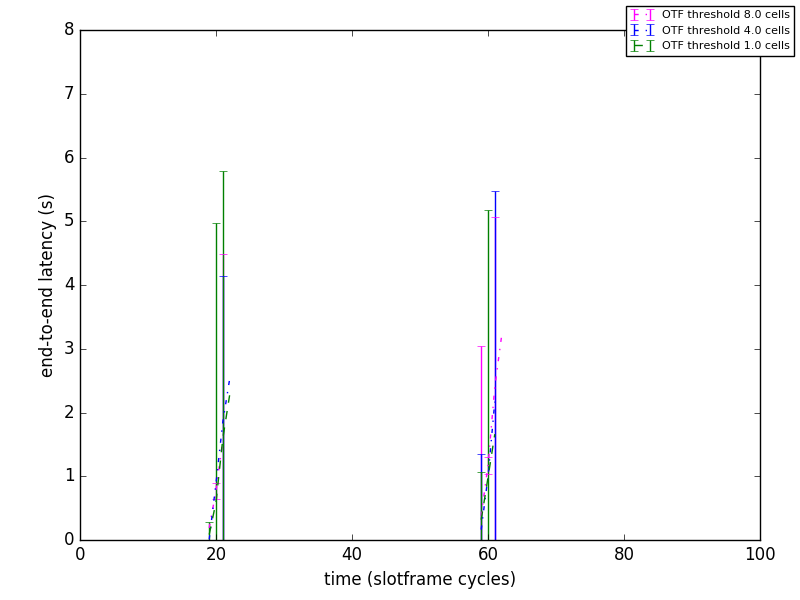 OTF threshold 8.0 cells
OTF threshold 4.0 cells
OTF threshold 1.0 cells
8
7
6
5
4
3
2
1
0
end-to-end latency (s)
0 20 40 60 80 100
time (slotframe cycles)